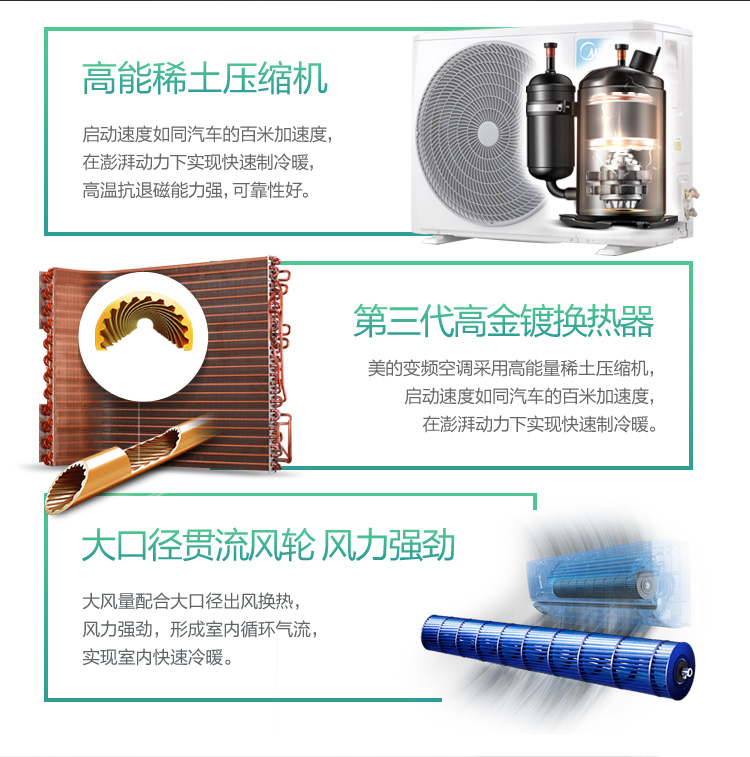 高能稀土压缩机
启动速度如同汽车的百米加速度，
在澎湃动力下实现快速制冷暖，
高温抗退磁能力强，可靠性好。
第三代高金镀换热器
美的变频空调采用高能量稀土压缩机，
启动速度如同汽车的百米加速度，
在澎湃动力下实现快速制冷暖。
大口径贯流风轮 风力强劲
大风量配合大口径出风换热，
风力强劲，形成室内循环气流，
实现室内快速冷暖。